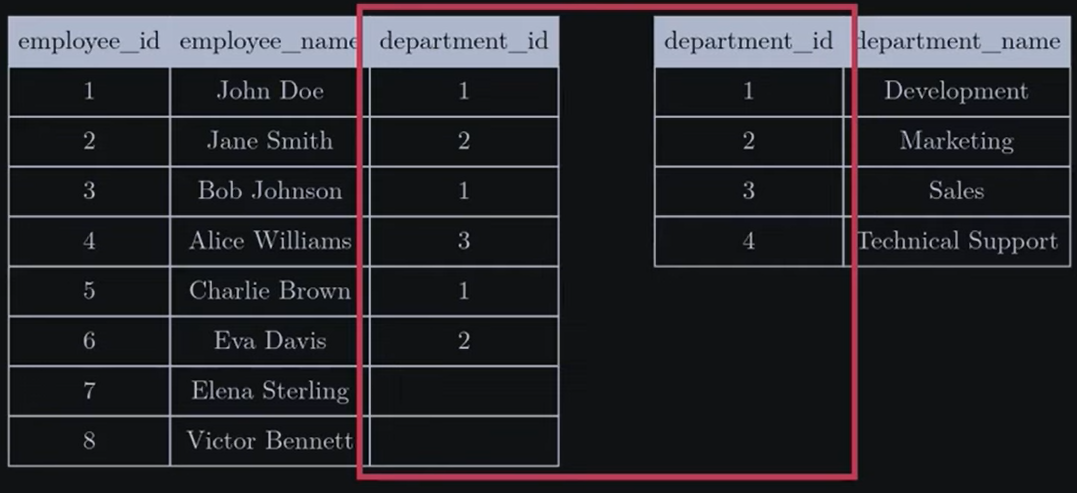 employee_id employee_name department_id department_id department_name
1 John Doe 1 1 Development
2 Jane Smith 2 2 Marketing
3 Bob Johnson 1 3 Sales
4 Alice Williams 3 4 Technical Support
5 Charlie Brown 1
6 Eva Davis 2
7 Elena Sterling
8 Victor Bennett